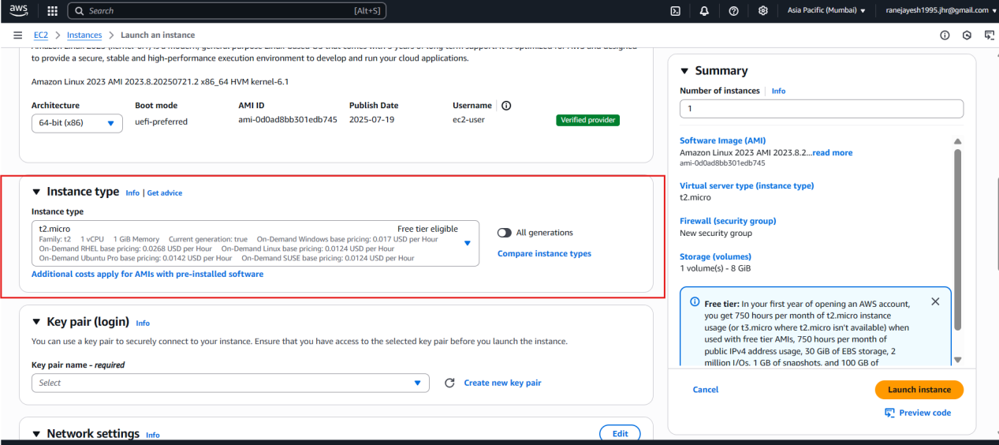 aws
Search
[Alt+S]
Asia Pacific (Mumbai)
ranejayesh1995.jhr@gmail.com
EC2 > Instances > Launch an instance
to provide a secure, stable and high-performance execution environment to develop and run your cloud applications.
Amazon Linux 2023 AMI 2023.8.20250721.2 x86_64 HVM kernel-6.1
Architecture Boot mode AMI ID Publish Date Username
64-bit (x86) uefi-preferred ami-0d0ad8bb301edb745 2025-07-19 ec2-user Verified provider
Instance type Info | Get advice
Instance type
t2.micro Free tier eligible
Family: t2 1 vCPU 1 GiB Memory Current generation: true On-Demand Windows base pricing: 0.017 USD per Hour
On-Demand RHEL base pricing: 0.0268 USD per Hour On-Demand Linux base pricing: 0.0124 USD per Hour
On-Demand Ubuntu Pro base pricing: 0.0142 USD per Hour On-Demand SUSE base pricing: 0.0124 USD per Hour
All generations
Compare instance types
Additional costs apply for AMIs with pre-installed software
Key pair (login) Info
You can use a key pair to securely connect to your instance. Ensure that you have access to the selected key pair before you launch the instance.
Key pair name - required
Select
Create new key pair
Network settings Info
Edit
Summary
Number of instances Info
1
Software Image (AMI)
Amazon Linux 2023 AMI 2023.8.2...read more
ami-0d0ad8bb301edb745
Virtual server type (instance type)
t2.micro
Firewall (security group)
New security group
Storage (volumes)
1 volume(s) - 8 GiB
Free tier: In your first year of opening an AWS account,
you get 750 hours per month of t2.micro instance
usage (or t3.micro where t2.micro isn't available) when
used with free tier AMIs, 750 hours per month of
public IPv4 address usage, 30 GiB of EBS storage, 2
million I/Os, 1 GB of snapshots, and 100 GB of
Cancel
Launch instance
Preview code